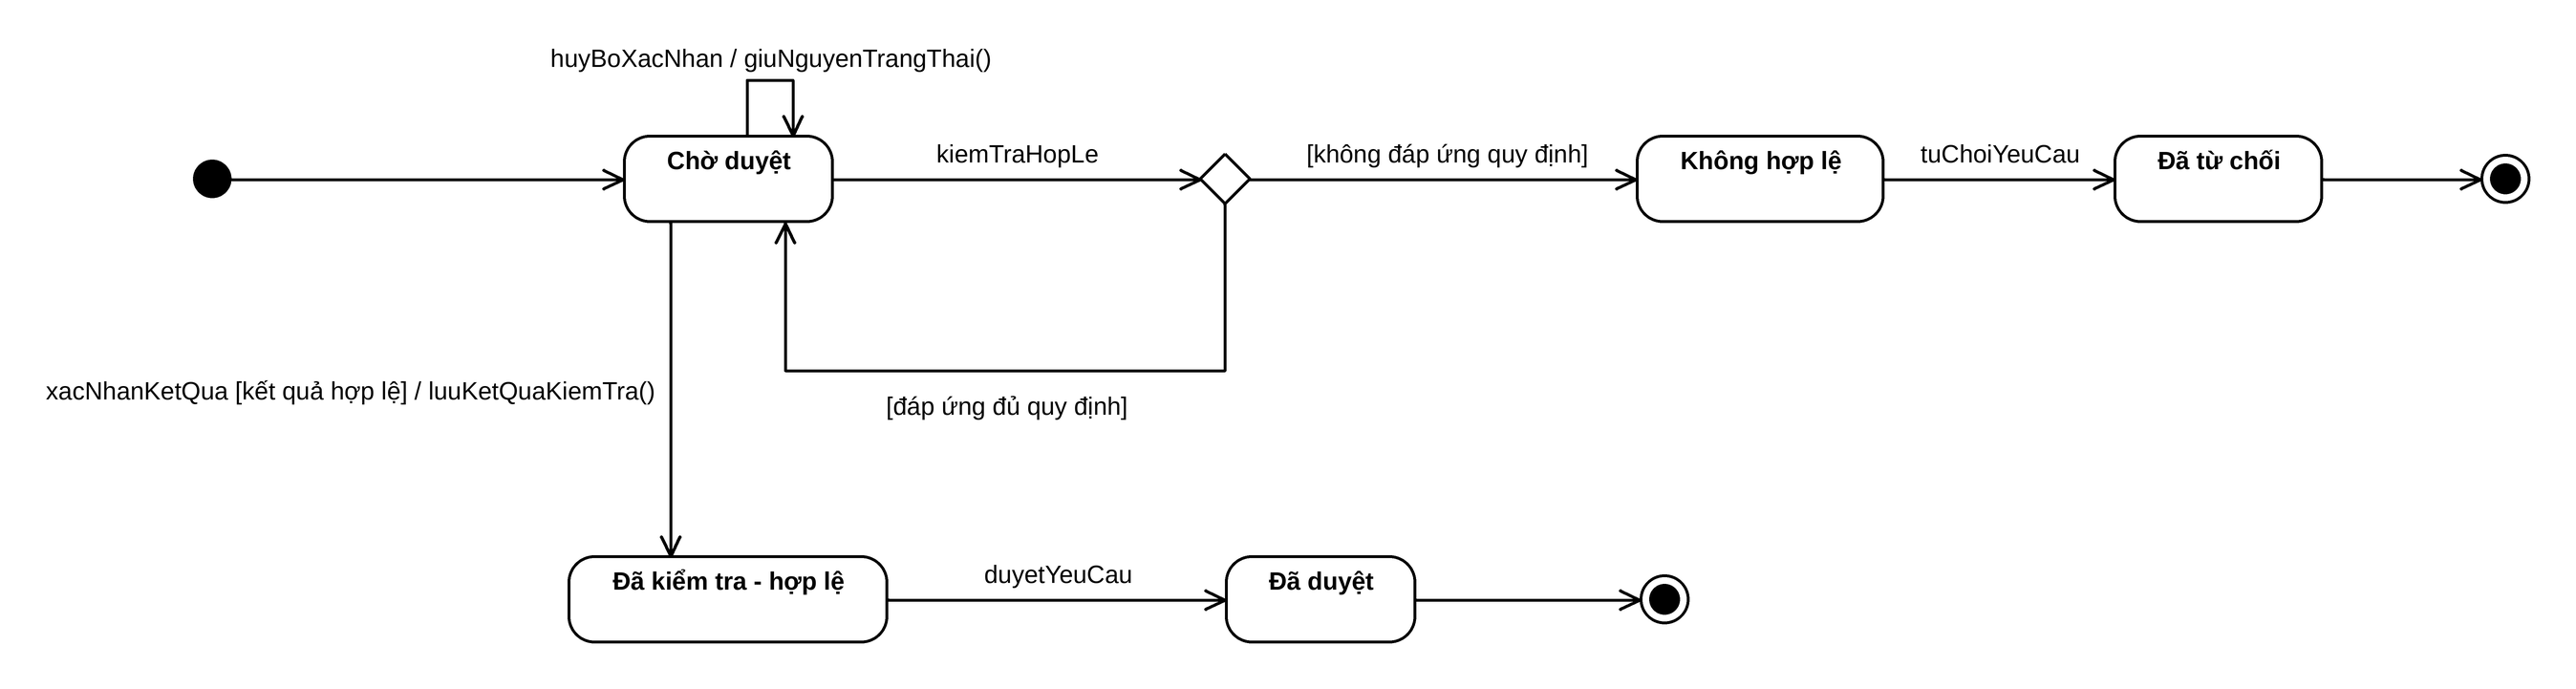 huyBoXacNhan / giuNguyenTrangThai()
Chờ duyệt
kiemTraHopLe
[không đáp ứng quy định]
Không hợp lệ
tuChoiYeuCau
Đã từ chối
xacNhanKetQua [kết quả hợp lệ] / luuKetQuaKiemTra()
[đáp ứng đủ quy định]
Đã kiểm tra - hợp lệ
duyetYeuCau
Đã duyệt